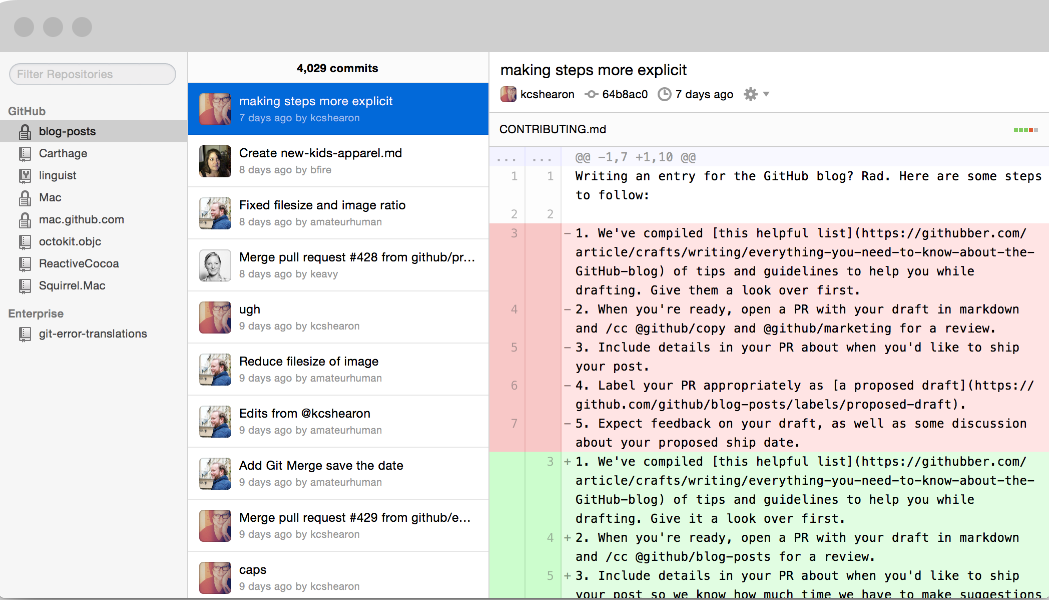 Filter Repositories
GitHub
blog-posts
Carthage
linguist
Mac
mac.github.com
octokit.objc
ReactiveCocoa
Squirrel.Mac
Enterprise
git-error-translations
4,029 commits
making steps more explicit
7 days ago by kcshearon
Create new-kids-apparel.md
8 days ago by bfire
Fixed filesize and image ratio
8 days ago by amateurhuman
Merge pull request #428 from github/pr...
8 days ago by keavy
ugh
9 days ago by kcshearon
Reduce filesize of image
9 days ago by amateurhuman
Edits from @kcshearon
9 days ago by amateurhuman
Add Git Merge save the date
9 days ago by amateurhuman
Merge pull request #429 from github/e...
9 days ago by kcshearon
caps
9 days ago by kcshearon
making steps more explicit
kcshearon 64b8ac0 7 days ago
CONTRIBUTING.md
... ... @@ -1,7 +1,10 @@
1 1 Writing an entry for the GitHub blog? Rad. Here are some steps
to follow:
2 2
3 -1. We've compiled [this helpful list](https://githubber.com/
article/crafts/writing/everything-you-need-to-know-about-the-
GitHub-blog) of tips and guidelines to help you while
drafting. Give them a look over first.
4 -2. When you're ready, open a PR with your draft in markdown
and /cc @github/copy and @github/marketing for a review.
5 -3. Include details in your PR about when you'd like to ship
your post.
6 -4. Label your PR appropriately as [a proposed draft](https://
github.com/github/blog-posts/labels/proposed-draft).
7 -5. Expect feedback on your draft, as well as some discussion
about your proposed ship date.
3 +1. We've compiled [this helpful list](https://githubber.com/
article/crafts/writing/everything-you-need-to-know-about-the-
GitHub-blog) of tips and guidelines to help you while
drafting. Give it a look over first.
4 +2. When you're ready, open a PR with your draft in markdown
and /cc @github/blog-posts for a review.
5 +3. Include details in your PR about when you'd like to ship
your post so we know how much time we have to make suggestions